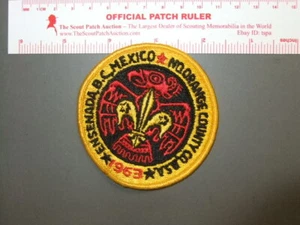 OFFICIAL PATCH RULER
The Scout Patch Auction - The Largest Dealer of Scouting Memorabilia in the World
www.TheScoutPatchAuction.com
Ebay ID: tspa
ENSENADA, B.C., MEXICO
NO. ORANGE COUNTY CO., B.S.A.
1963